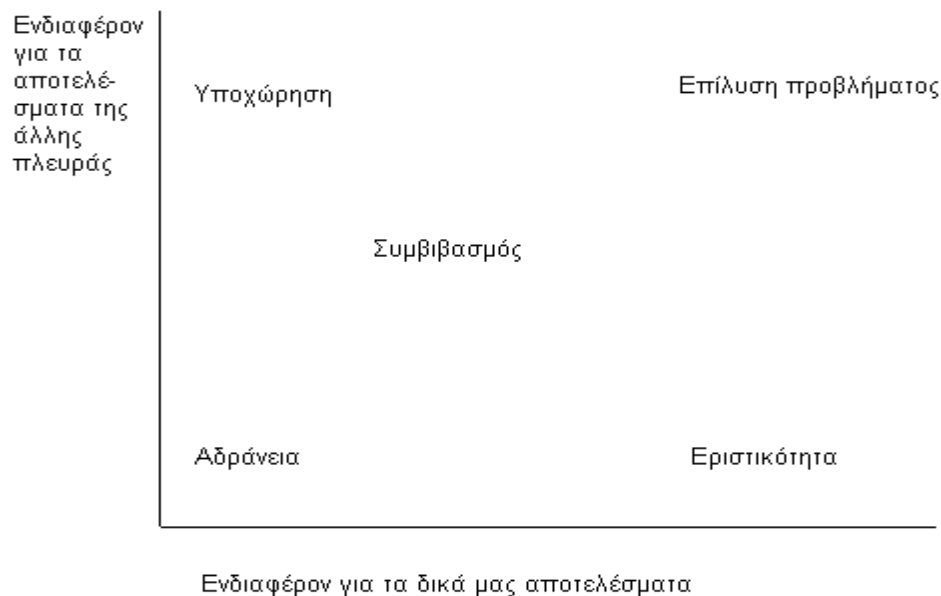 Ενδιαφέρον
για τα
αποτελέ-
σματα της
άλλης
πλευράς
Υποχώρηση
Επίλυση προβλήματος
Συμβιβασμός
Αδράνεια
Εριστικότητα
Ενδιαφέρον για τα δικά μας αποτελέσματα